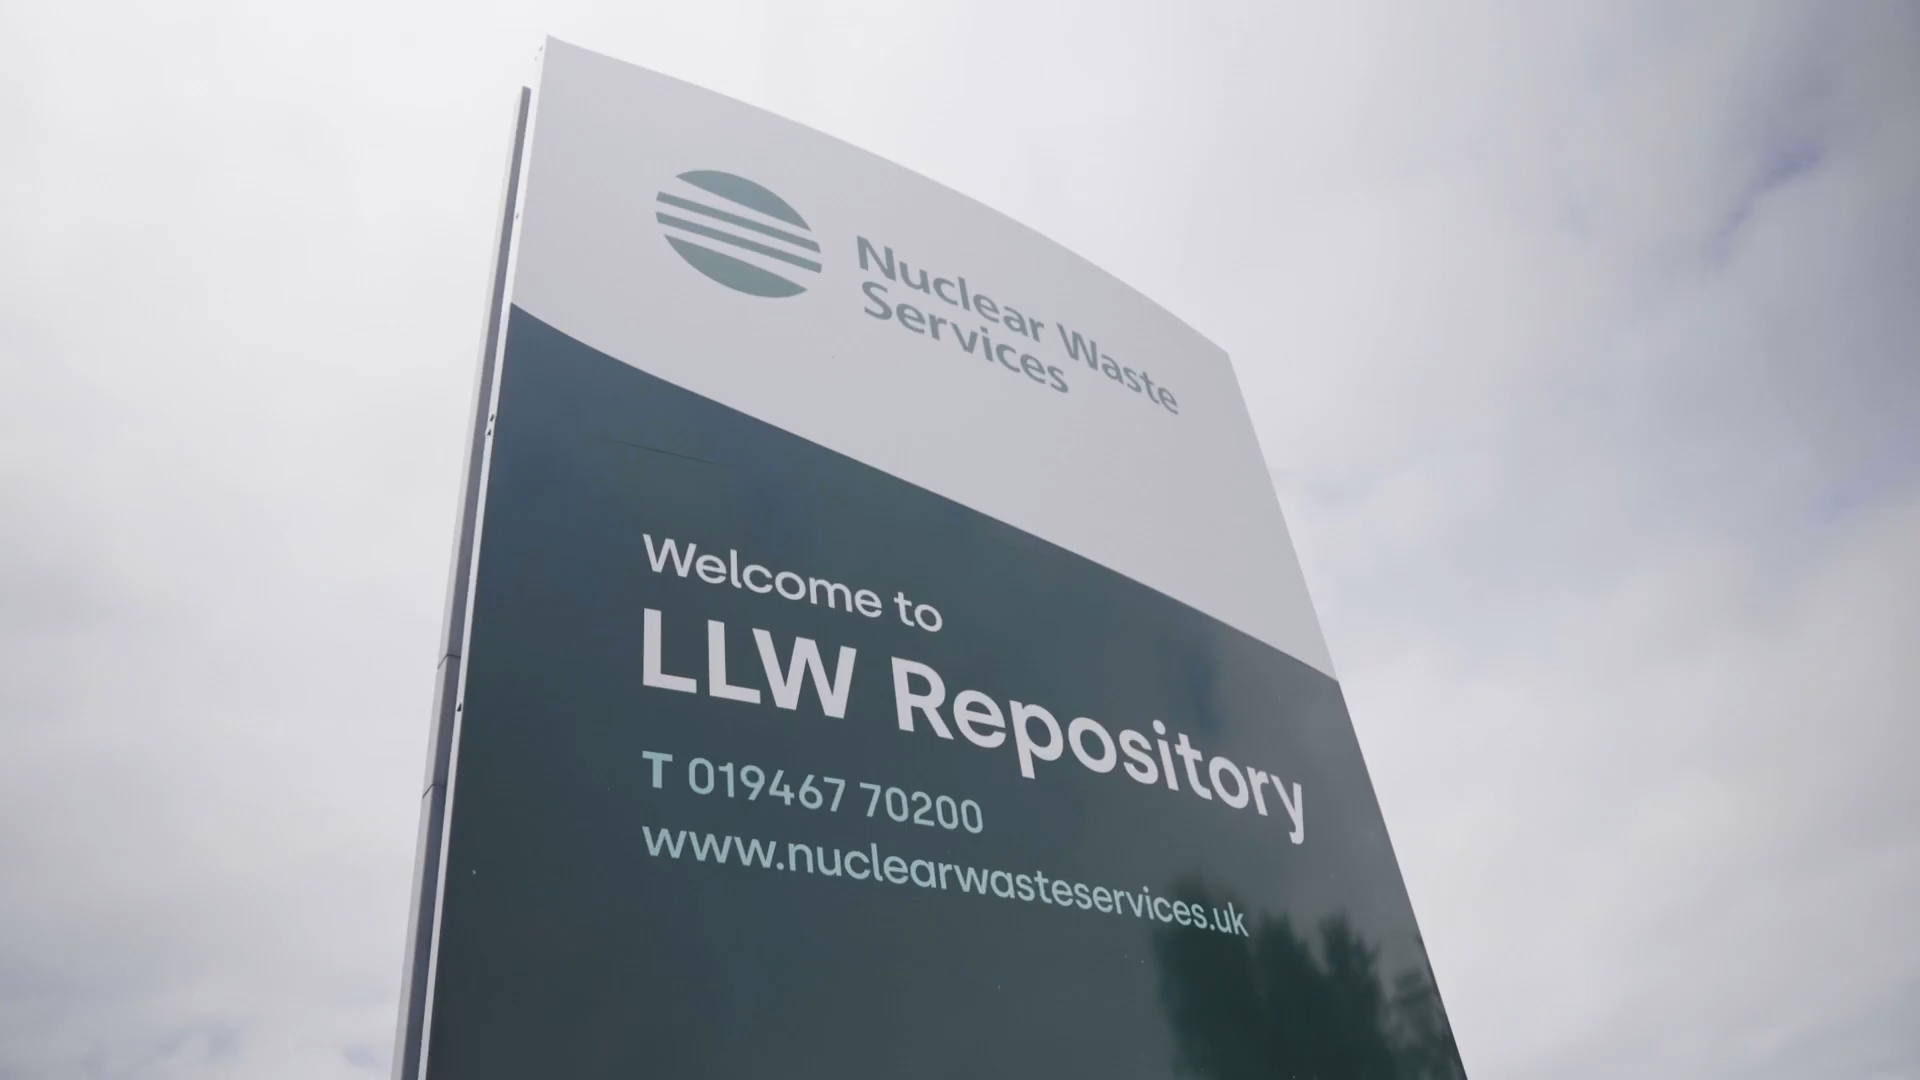 Nuclear Waste
Services
Welcome to
LLW Repository
T 019467 70200
www.nuclearwasteservices.uk